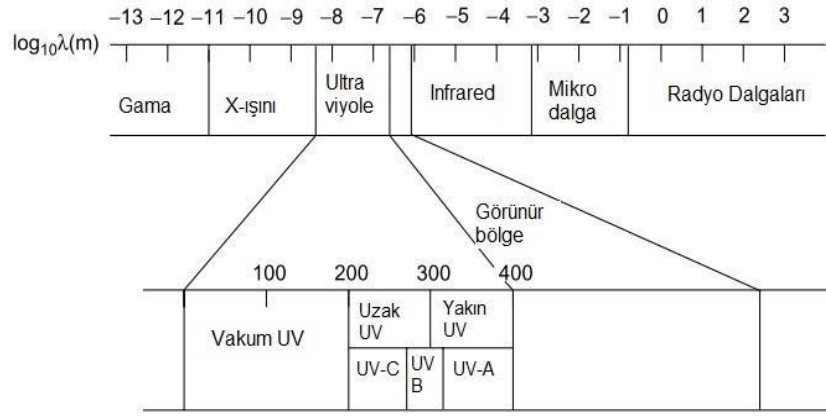 –13 –12 –11 –10 –9 –8 –7 –6 –5 –4 –3 –2 –1 0 1 2 3
log₁₀λ(m)
Gama
X-ışını
Ultra
viyole
Infrared
Mikro
dalga
Radyo Dalgaları
Görünür
bölge
100 200 300 400
Vakum UV
Uzak
UV
Yakın
UV
UV-C
UV
B
UV-A